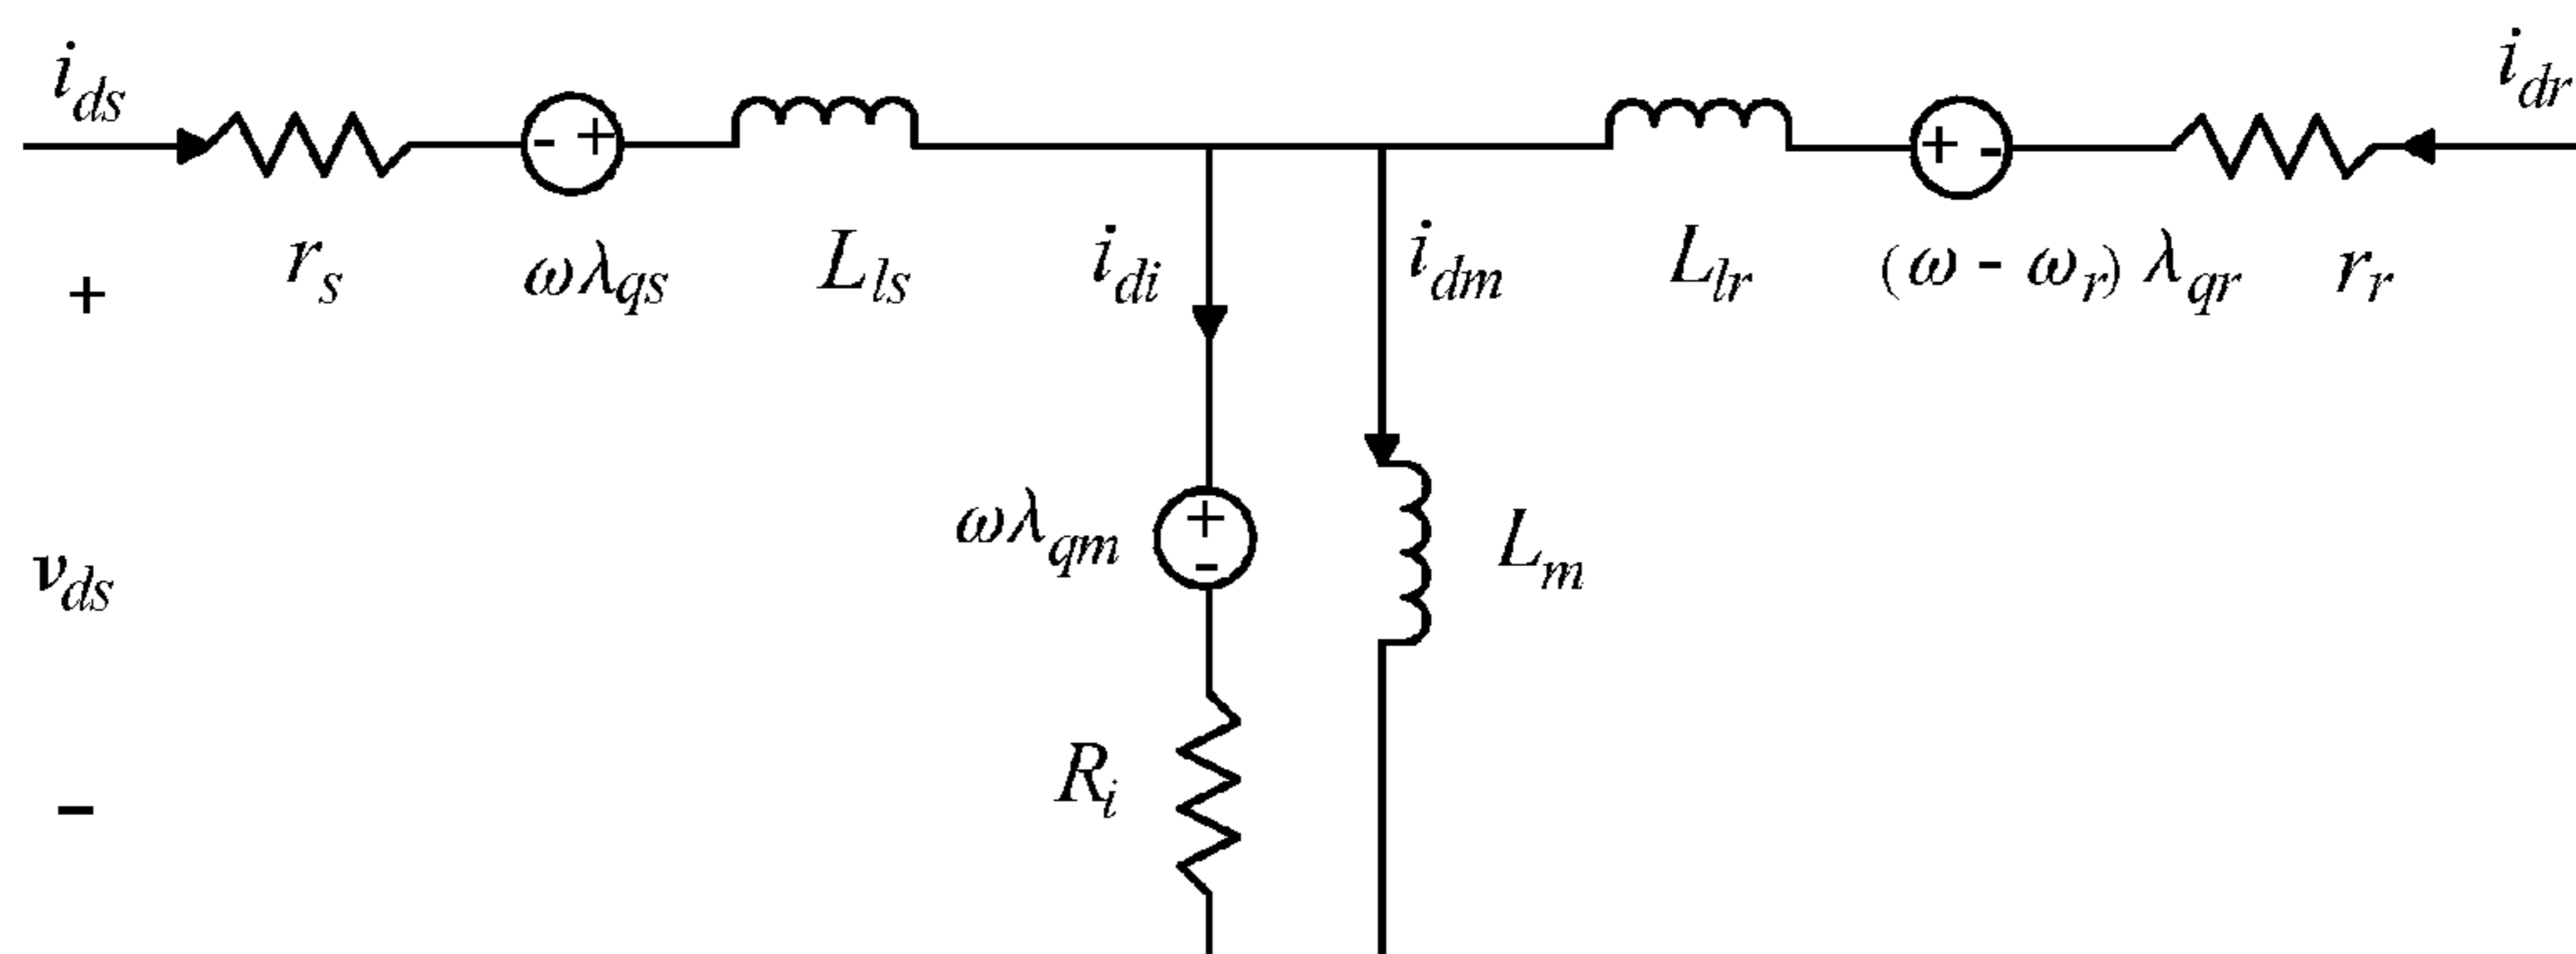 i_ds
i_dr
- +
+ -
r_s
ωλ_qs
L_ls
i_di
i_dm
L_lr
(ω - ω_r) λ_qr
r_r
+
ωλ_qm
+
-
L_m
v_ds
R_i
-